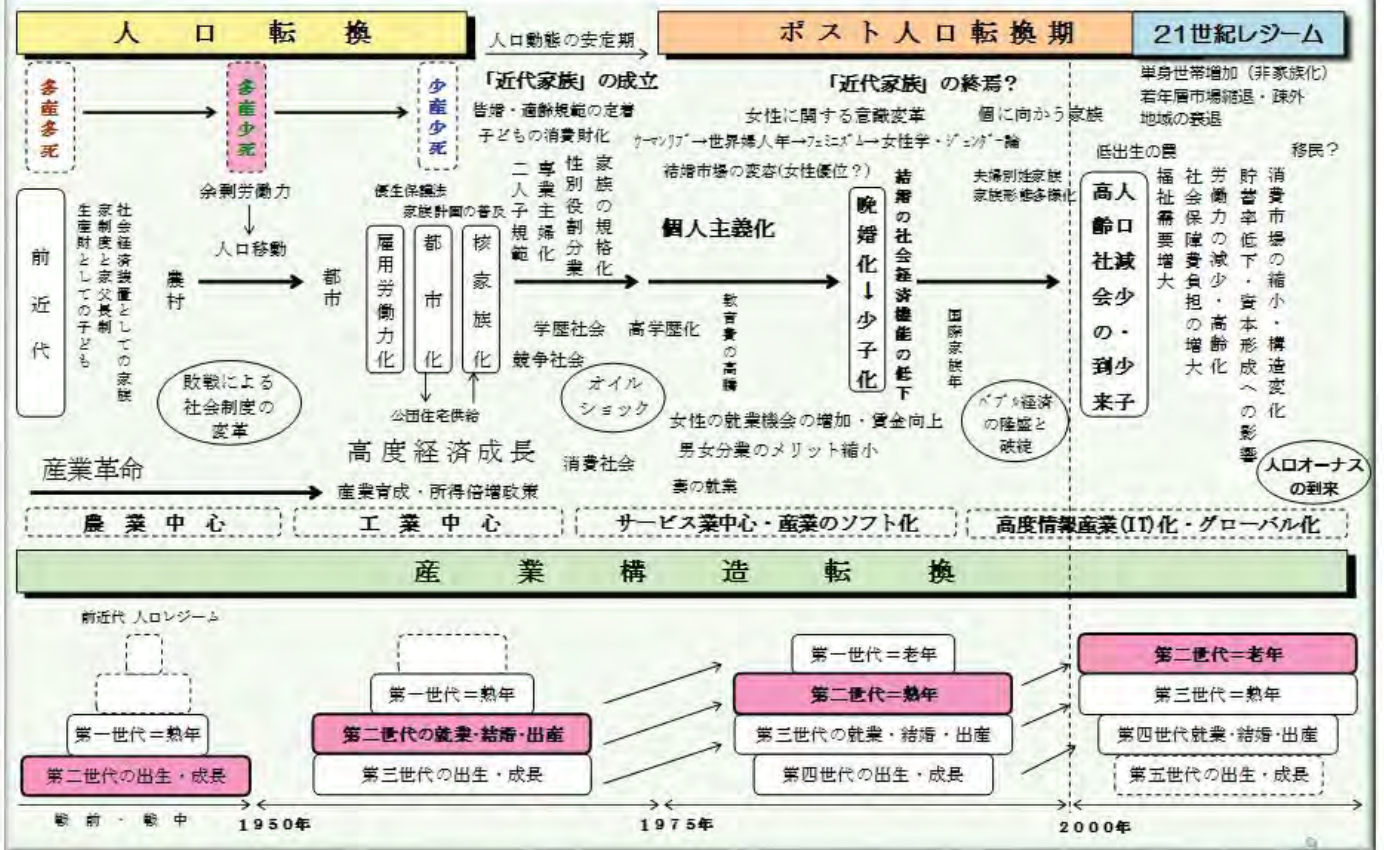 人口転換
人口動態の安定期
ポスト人口転換期
21世紀レジーム
多産多死
多産少死
少産少死
「近代家族」の成立
皆婚・適齢規範の定着
子どもの消費財化
「近代家族」の終焉?
女性に関する意識変革
個に向かう家族
ウーマンリブ→世界婦人年→フェミニズム→女性学・ジェンダー論
結婚市場の変容(女性優位?)
単身世帯増加(非家族化)
若年層市場縮退・疎外
地域の衰退
低出生の罠
移民?
前近代
社会経済装置としての家族
家制度と家父長制
生産財としての子ども
余剰労働力
人口移動
農村
都市
優生保護法
家族計画の普及
雇用労働力化
都市化
核家族化
公団住宅供給
二人っ子規範
専業主婦化
性別役割分業
家族の規格化
個人主義化
晩婚化→少子化
結婚の社会経済機能の低下
夫婦別姓家族
家族形態多様化
国際家族年
人口減少・少子
高齢社会の到来
福祉需要増大
社会保障費負担の増大
労働力の減少・高齢化
貯蓄率低下・資本形成への影響
消費市場の縮小・構造変化
敗戦による
社会制度の
変革
学歴社会
高学歴化
競争社会
教育費の高騰
オイル
ショック
女性の就業機会の増加・賃金向上
男女分業のメリット縮小
バブル経済
の隆盛と
破綻
高度経済成長
消費社会
妻の就業
産業革命
産業育成・所得倍増政策
人口オーナス
の到来
農業中心
工業中心
サービス業中心・産業のソフト化
高度情報産業(IT)化・グローバル化
産業構造転換
前近代 人口レジーム
第一世代=熟年
第二世代の出生・成長
第一世代=熟年
第二世代の就業・結婚・出産
第三世代の出生・成長
第一世代=老年
第二世代=熟年
第三世代の就業・結婚・出産
第四世代の出生・成長
第二世代=老年
第三世代=熟年
第四世代就業・結婚・出産
第五世代の出生・成長
戦前・戦中
1950年
1975年
2000年
9